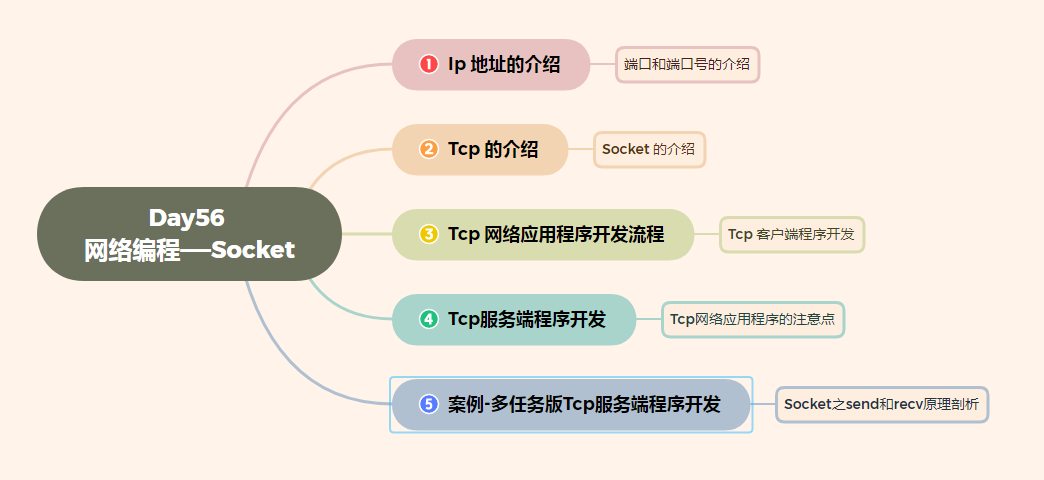 Day56
网络编程——Socket
1 Ip 地址的介绍
端口和端口号的介绍
2 Tcp 的介绍
Socket 的介绍
3 Tcp 网络应用程序开发流程
Tcp 客户端程序开发
4 Tcp服务端程序开发
Tcp网络应用程序的注意点
5 案例-多任务版Tcp服务端程序开发
Socket之send和recv原理剖析